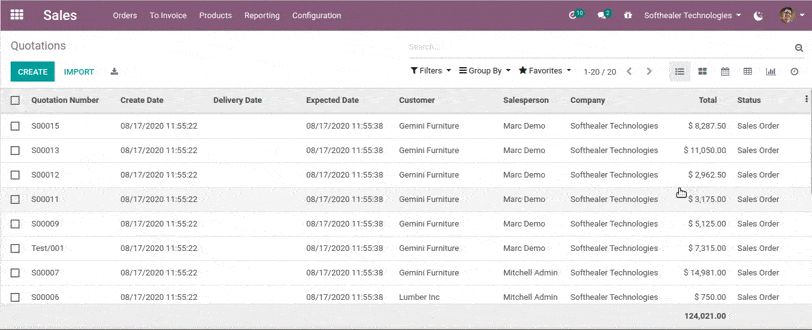 Sales Orders To Invoice Products Reporting Configuration 10 2 Softhealer Technologies
Quotations Search...
CREATE IMPORT Filters Group By Favorites 1-20 / 20
Quotation Number Create Date Delivery Date Expected Date Customer Salesperson Company Total Status
S00015 08/17/2020 11:55:22 08/17/2020 11:55:38 Gemini Furniture Marc Demo Softhealer Technologies $ 8,287.50 Sales Order
S00013 08/17/2020 11:55:22 08/17/2020 11:55:38 Gemini Furniture Marc Demo Softhealer Technologies $ 11,050.00 Sales Order
S00012 08/17/2020 11:55:22 08/17/2020 11:55:38 Gemini Furniture Marc Demo Softhealer Technologies $ 2,962.50 Sales Order
S00011 08/17/2020 11:55:22 08/17/2020 11:55:38 Gemini Furniture Marc Demo Softhealer Technologies $ 3,175.00 Sales Order
S00009 08/17/2020 11:55:22 08/17/2020 11:55:38 Gemini Furniture Marc Demo Softhealer Technologies $ 5,125.00 Sales Order
Test/001 08/17/2020 11:55:22 08/17/2020 11:55:38 Gemini Furniture Marc Demo Softhealer Technologies $ 7,315.00 Sales Order
S00007 08/17/2020 11:55:22 08/17/2020 11:55:38 Gemini Furniture Mitchell Admin Softhealer Technologies $ 14,981.00 Sales Order
S00006 08/17/2020 11:55:22 08/17/2020 11:55:38 Lumber Inc Mitchell Admin Softhealer Technologies $ 750.00 Sales Order
124,021.00